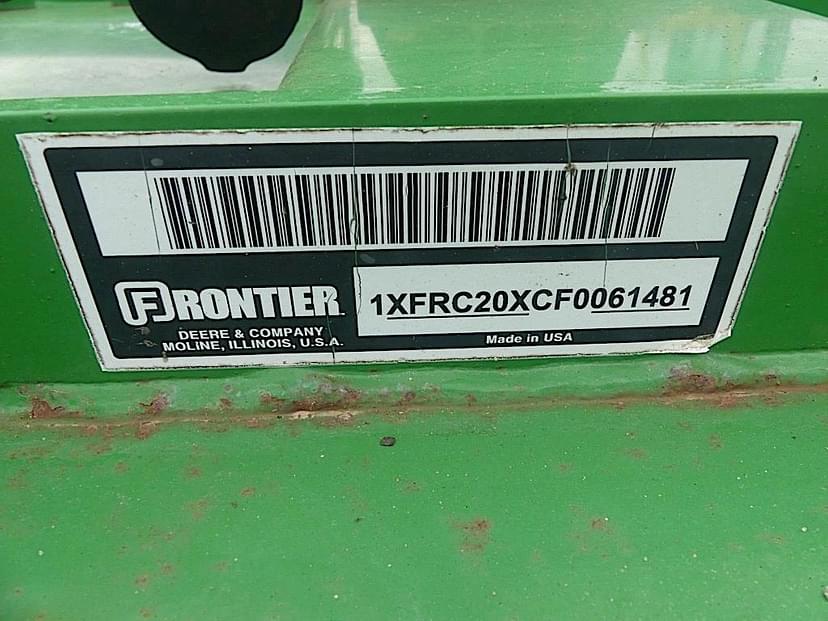 FRONTIER
DEERE & COMPANY
MOLINE, ILLINOIS, U.S.A.
1XFRC20XCF0061481
Made in USA